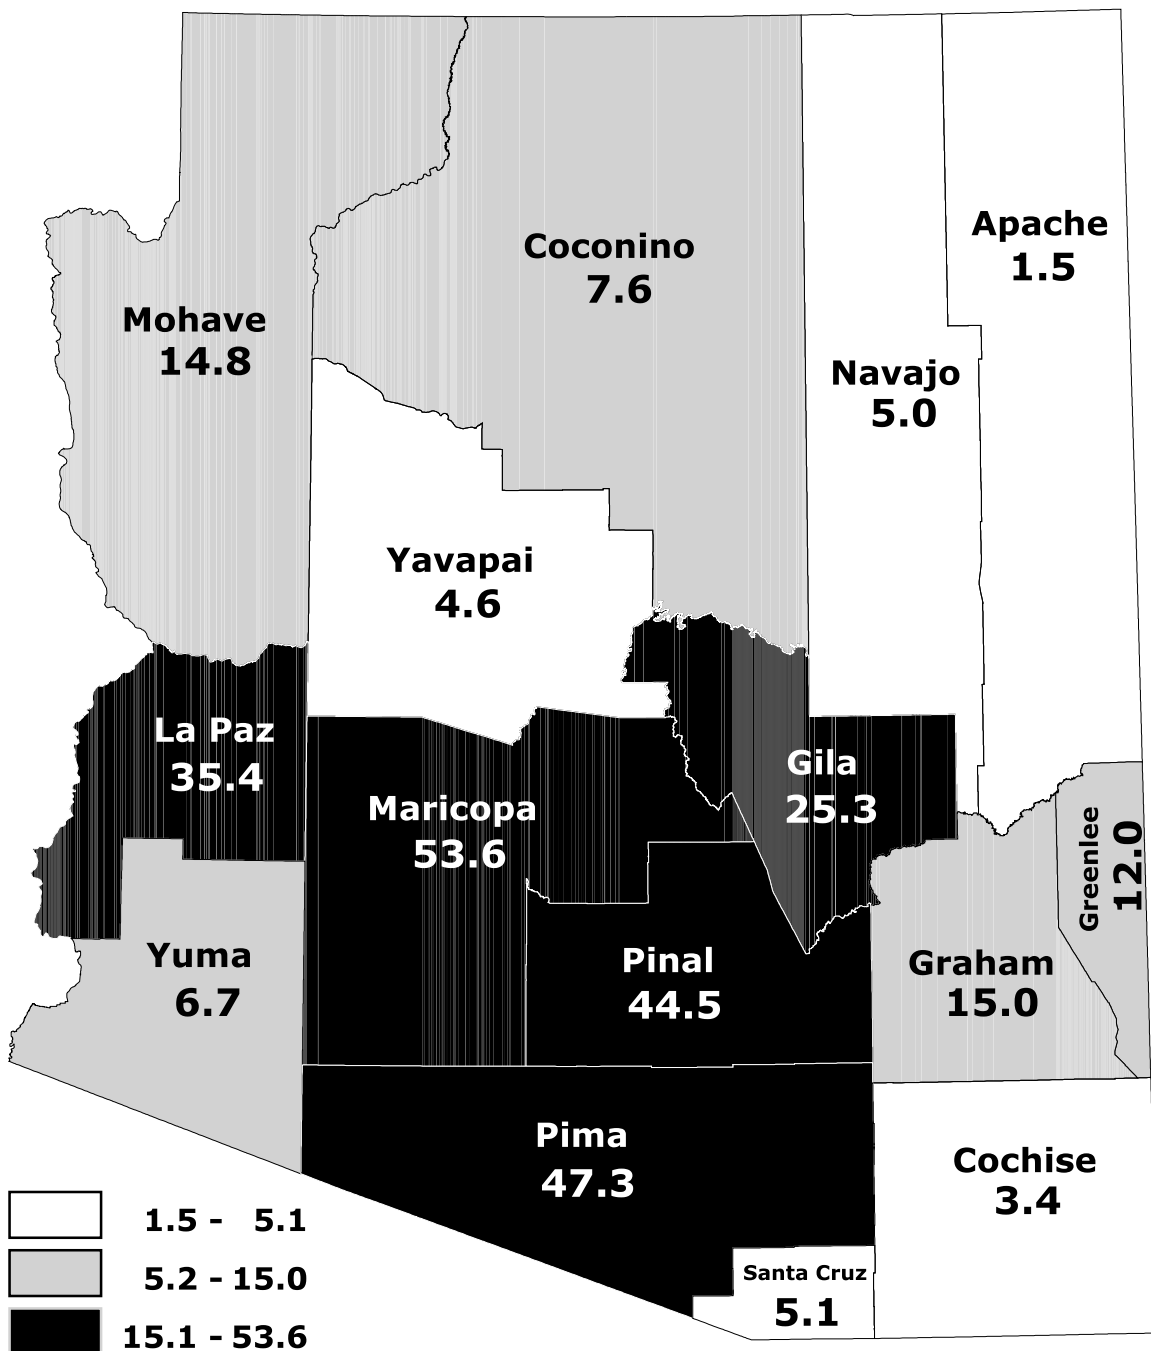 Apache
1.5
Coconino
7.6
Mohave
14.8
Navajo
5.0
Yavapai
4.6
La Paz
35.4
Gila
25.3
Maricopa
53.6
Greenlee
12.0
Yuma
6.7
Pinal
44.5
Graham
15.0
Pima
47.3
Cochise
3.4
Santa Cruz
5.1
1.5 - 5.1
5.2 - 15.0
15.1 - 53.6